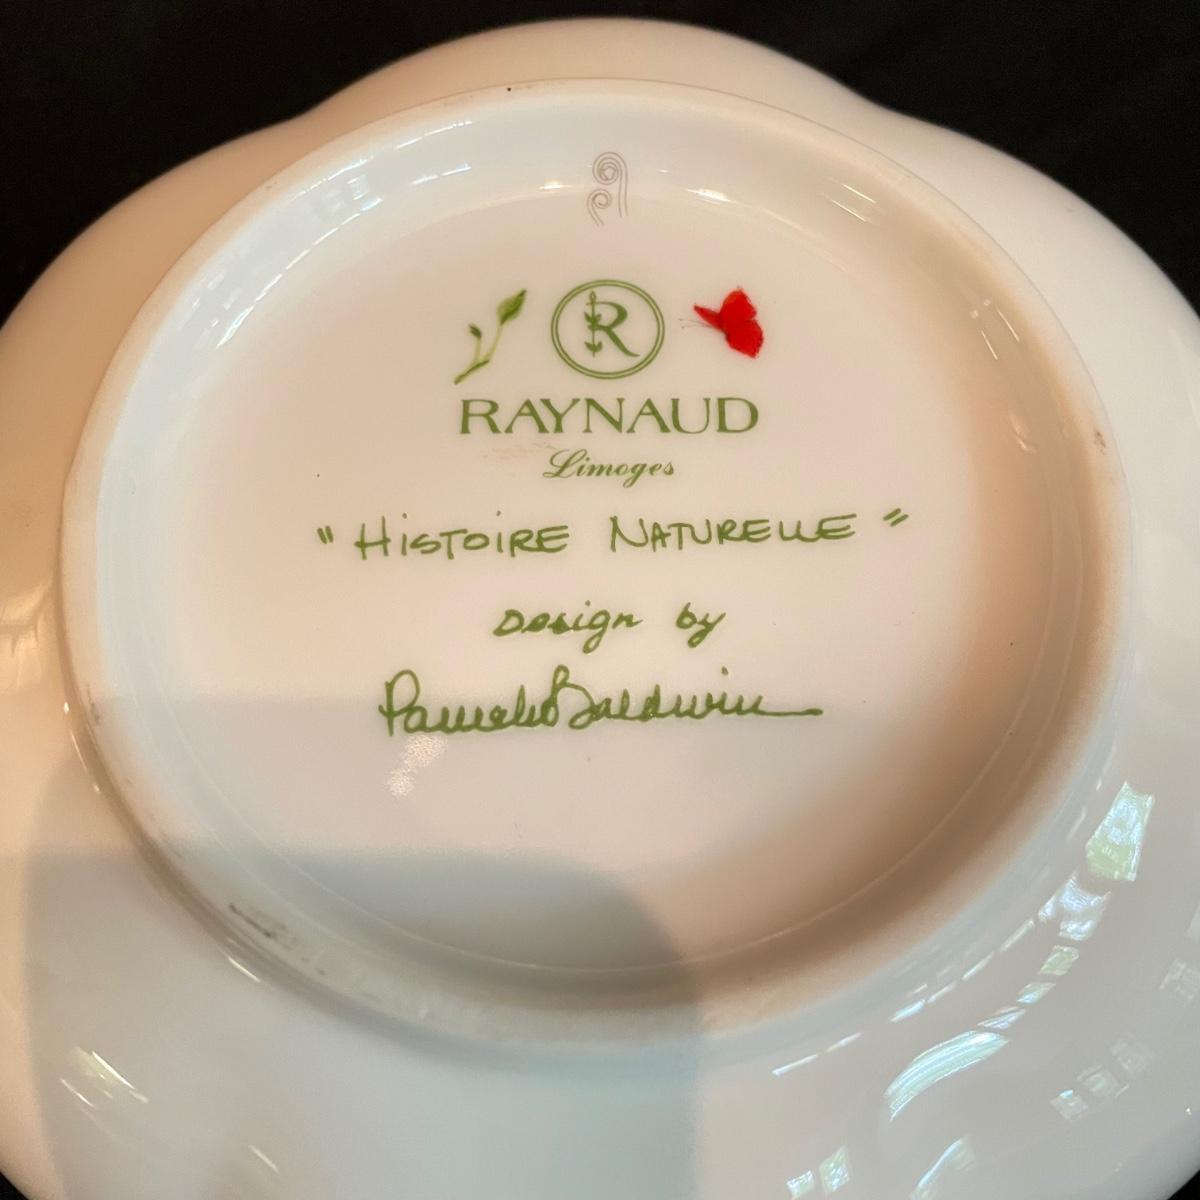 R
RAYNAUD
Limoges
"HISTOIRE NATURELLE"
Design by
Pamela Baldwin